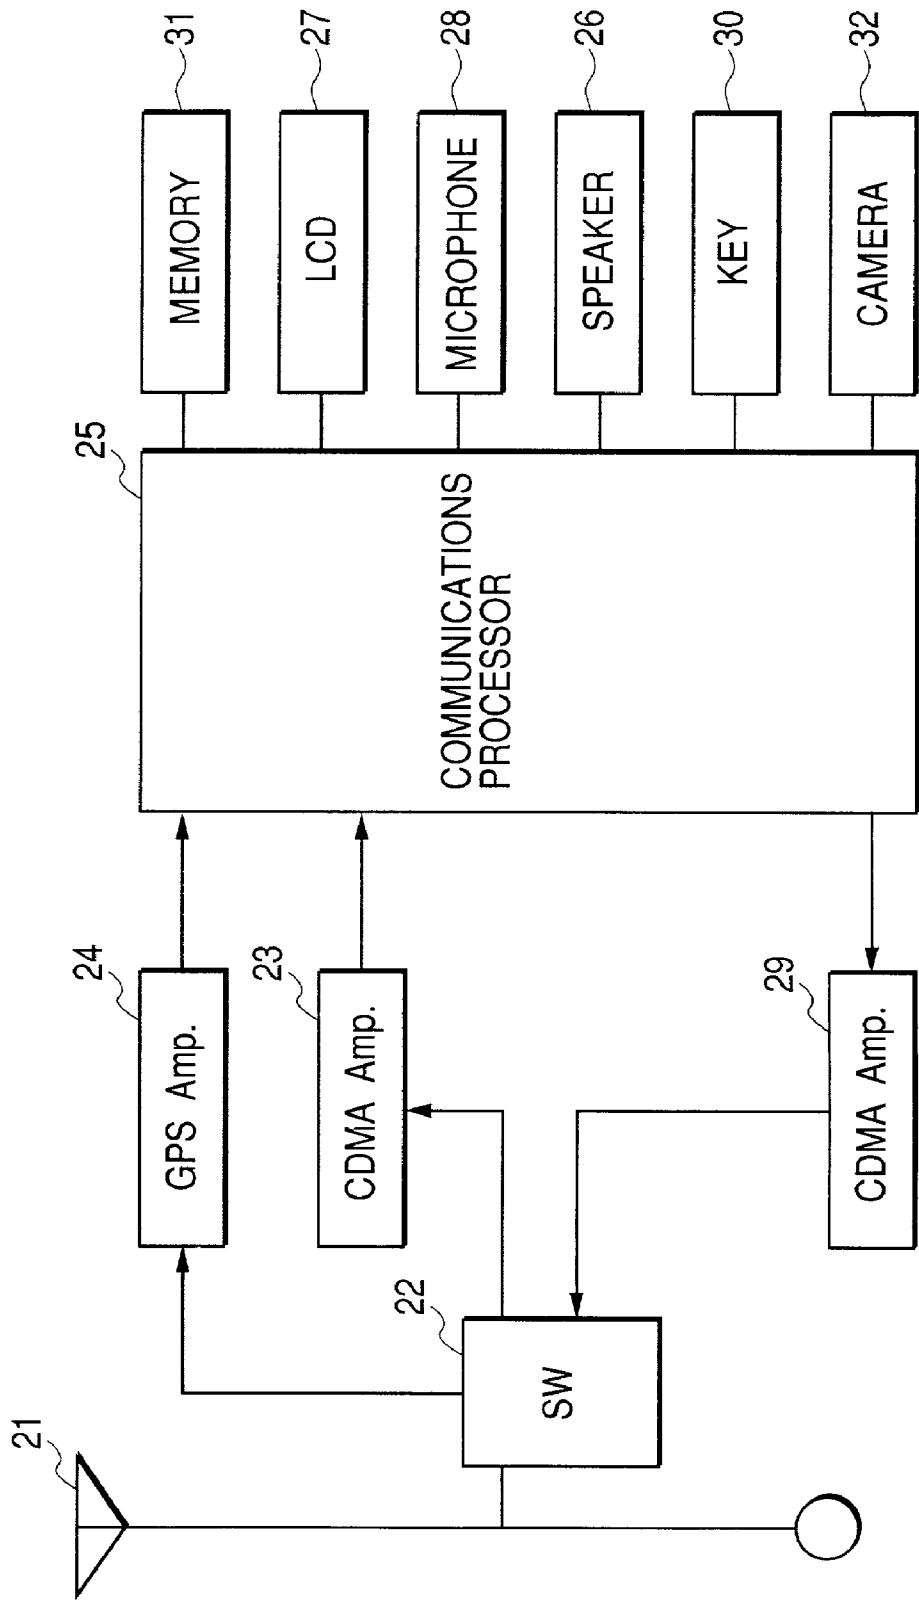 21
22
SW
24
GPS Amp.
23
CDMA Amp.
29
CDMA Amp.
25
COMMUNICATIONS
PROCESSOR
MEMORY
31
LCD
27
MICROPHONE
28
SPEAKER
26
KEY
30
CAMERA
32